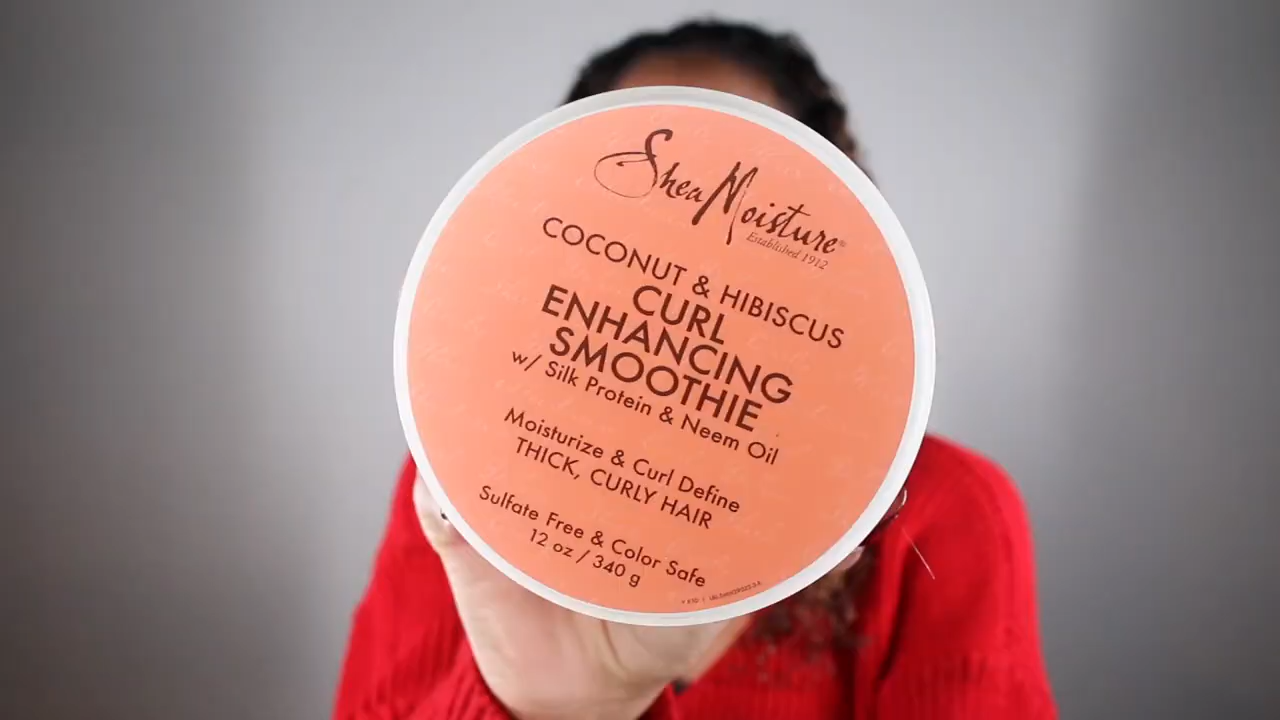 SheaMoisture®
Established 1912
COCONUT & HIBISCUS
CURL
ENHANCING
SMOOTHIE
w/ Silk Protein & Neem Oil
Moisturize & Curl Define
THICK, CURLY HAIR
Sulfate Free & Color Safe
12 oz / 340 g